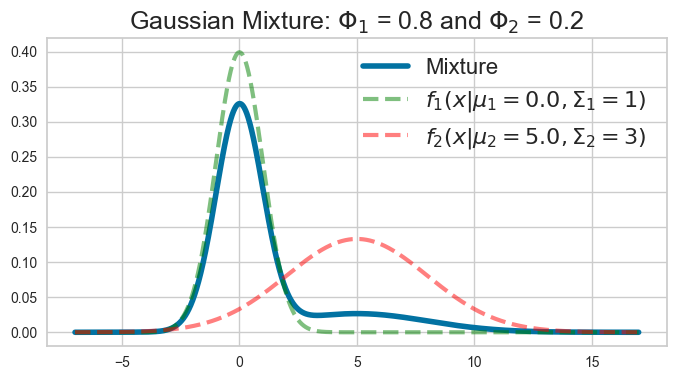 Gaussian Mixture: Φ₁ = 0.8 and Φ₂ = 0.2
0.40
0.35
0.30
0.25
0.20
0.15
0.10
0.05
0.00
Mixture
f₁(x|μ₁ = 0.0, Σ₁ = 1)
f₂(x|μ₂ = 5.0, Σ₂ = 3)
−5 0 5 10 15